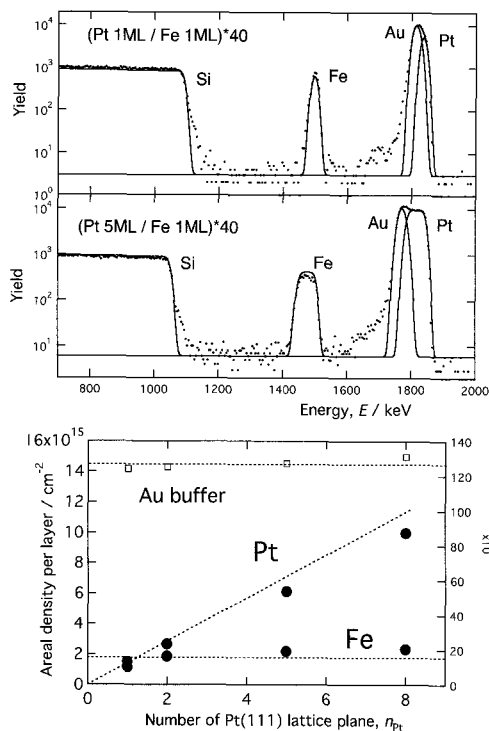 (Pt 1ML / Fe 1ML)*40
Au
Pt
Si
Fe
10⁴
10³
10²
10¹
10⁰
Yield
(Pt 5ML / Fe 1ML)*40
Au
Pt
Si
Fe
10⁴
10³
10²
10¹
Yield
800 1000 1200 1400 1600 1800 2000
Energy, E / keV
16x10¹⁵
14
12
10
8
6
4
2
0
Areal density per layer / cm⁻²
Au buffer
Pt
Fe
140
120
100
80
60
40
20
0
x10
0 2 4 6 8
Number of Pt(111) lattice plane, nPt